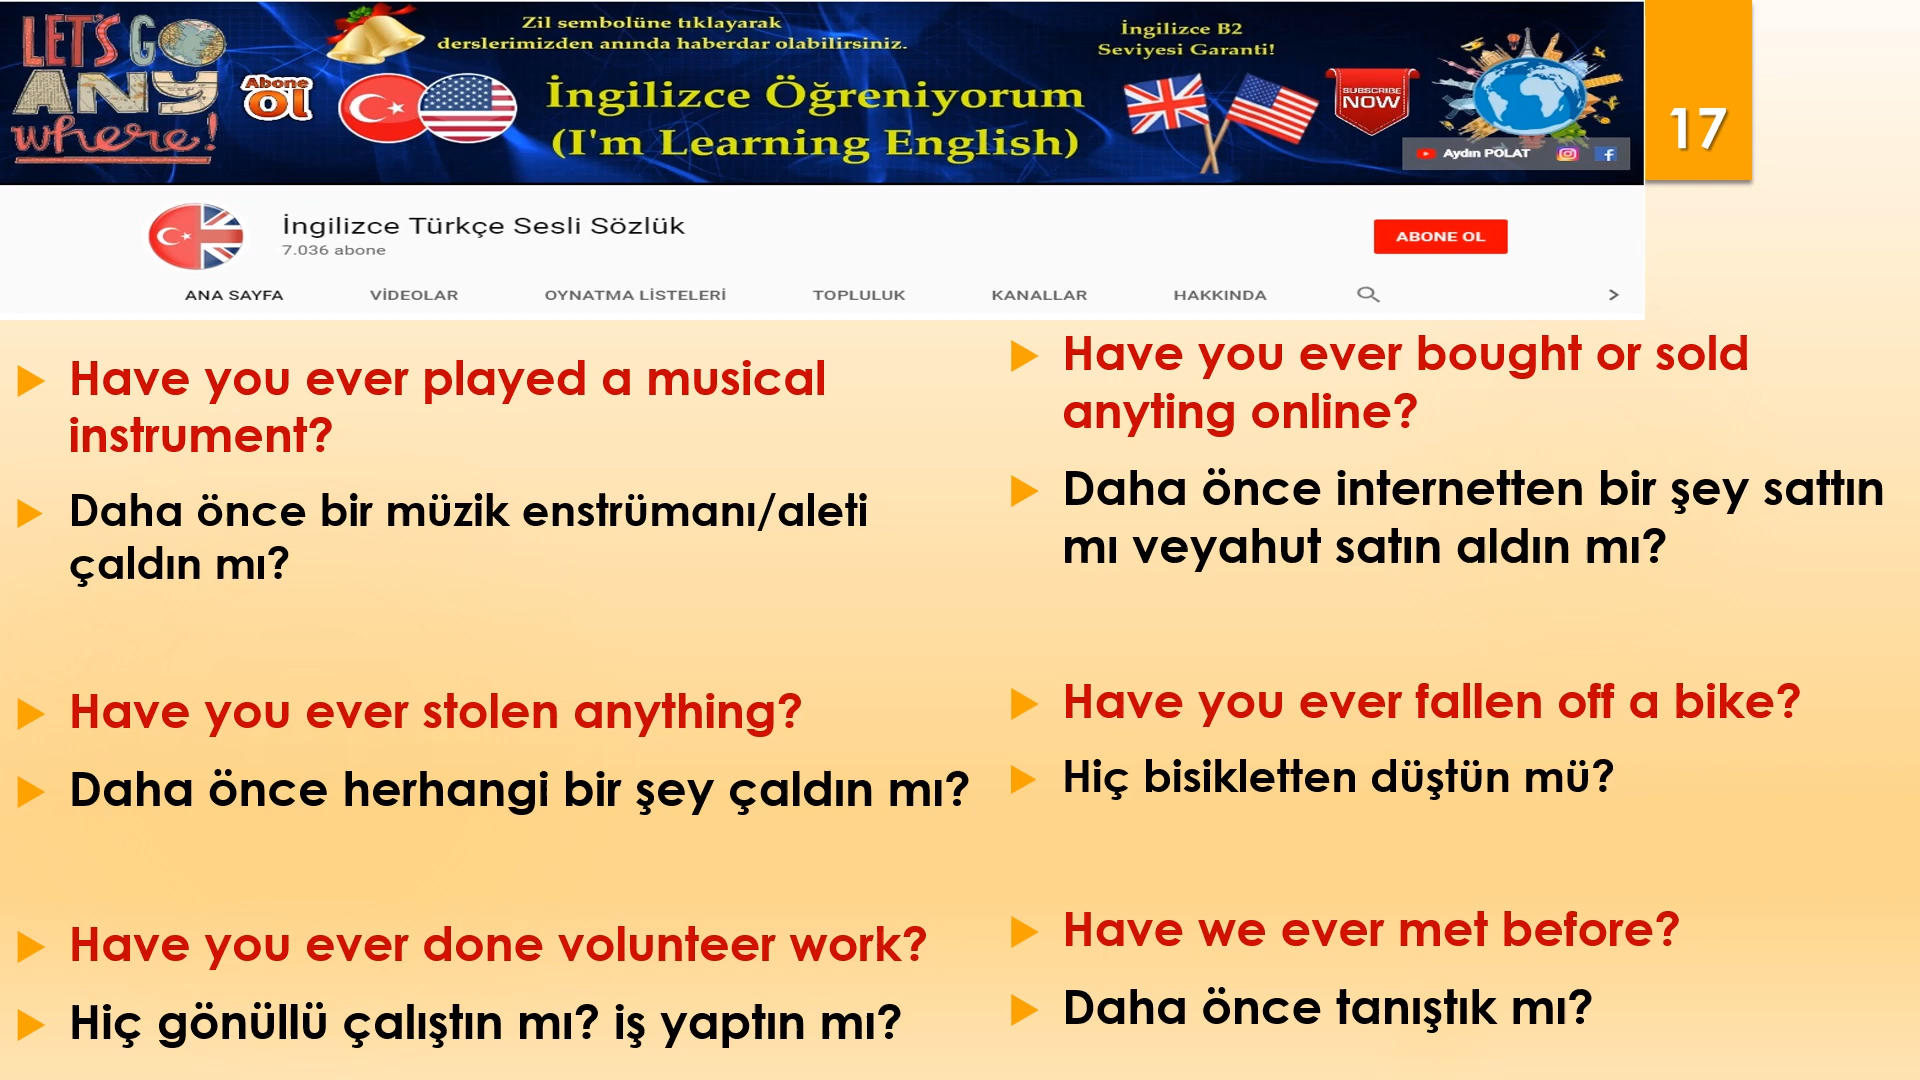 LET'S GO
ANY
where!
Abone
Ol
Zil sembolüne tıklayarak
derslerimizden anında haberdar olabilirsiniz.
İngilizce Öğreniyorum
(I'm Learning English)
İngilizce B2
Seviyesi Garanti!
SUBSCRIBE
NOW
Aydın POLAT
17
İngilizce Türkçe Sesli Sözlük
7.036 abone
ABONE OL
ANA SAYFA VİDEOLAR OYNATMA LİSTELERİ TOPLULUK KANALLAR HAKKINDA
Have you ever played a musical
instrument?
Daha önce bir müzik enstrümanı/aleti
çaldın mı?
Have you ever stolen anything?
Daha önce herhangi bir şey çaldın mı?
Have you ever done volunteer work?
Hiç gönüllü çalıştın mı? iş yaptın mı?
Have you ever bought or sold
anyting online?
Daha önce internetten bir şey sattın
mı veyahut satın aldın mı?
Have you ever fallen off a bike?
Hiç bisikletten düştün mü?
Have we ever met before?
Daha önce tanıştık mı?